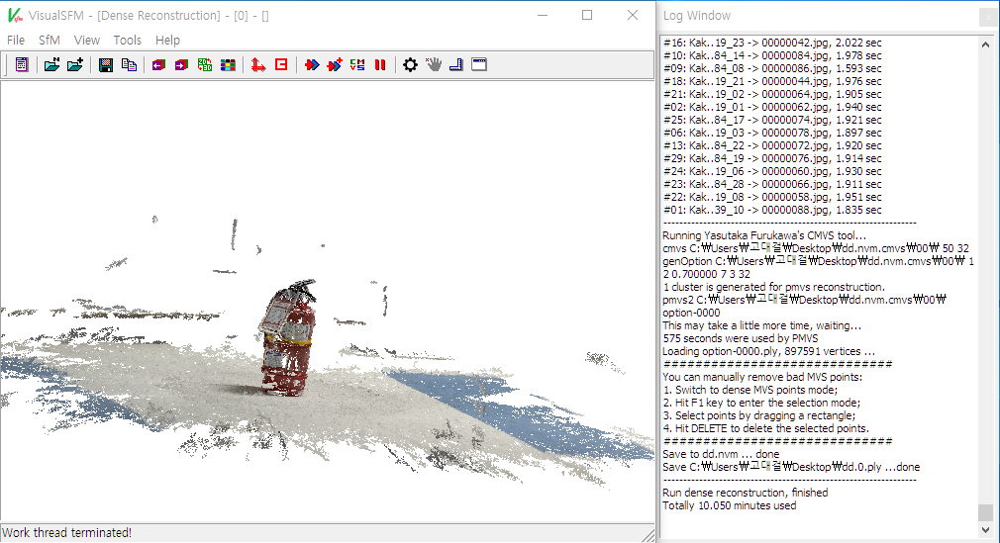 VisualSFM - [Dense Reconstruction] - [0] - []
File SfM View Tools Help
Work thread terminated!
Log Window
#16: Kak..19_23 -> 00000042.jpg, 2.022 sec
#10: Kak..84_14 -> 00000084.jpg, 1.978 sec
#09: Kak..84_08 -> 00000086.jpg, 1.593 sec
#18: Kak..19_21 -> 00000044.jpg, 1.976 sec
#21: Kak..19_02 -> 00000064.jpg, 1.905 sec
#02: Kak..19_01 -> 00000062.jpg, 1.940 sec
#25: Kak..84_17 -> 00000074.jpg, 1.921 sec
#06: Kak..19_03 -> 00000078.jpg, 1.897 sec
#13: Kak..84_22 -> 00000072.jpg, 1.920 sec
#29: Kak..84_19 -> 00000076.jpg, 1.914 sec
#24: Kak..19_06 -> 00000060.jpg, 1.930 sec
#23: Kak..84_28 -> 00000066.jpg, 1.911 sec
#22: Kak..19_08 -> 00000058.jpg, 1.951 sec
#01: Kak..39_10 -> 00000088.jpg, 1.835 sec
----------------------------------------------------------------
Running Yasutaka Furukawa's CMVS tool...
cmvs C:₩Users₩고대걸₩Desktop₩dd.nvm.cmvs₩00₩ 50 32
genOption C:₩Users₩고대걸₩Desktop₩dd.nvm.cmvs₩00₩ 1
2 0.700000 7 3 32
1 cluster is generated for pmvs reconstruction.
pmvs2 C:₩Users₩고대걸₩Desktop₩dd.nvm.cmvs₩00₩
option-0000
This may take a little more time, waiting...
575 seconds were used by PMVS
Loading option-0000.ply, 897591 vertices ...
#############################
You can manually remove bad MVS points:
1. Switch to dense MVS points mode;
2. Hit F1 key to enter the selection mode;
3. Select points by dragging a rectangle;
4. Hit DELETE to delete the selected points.
#############################
Save to dd.nvm ... done
Save C:₩Users₩고대걸₩Desktop₩dd.0.ply ...done
----------------------------------------------------------------
Run dense reconstruction, finished
Totally 10.050 minutes used